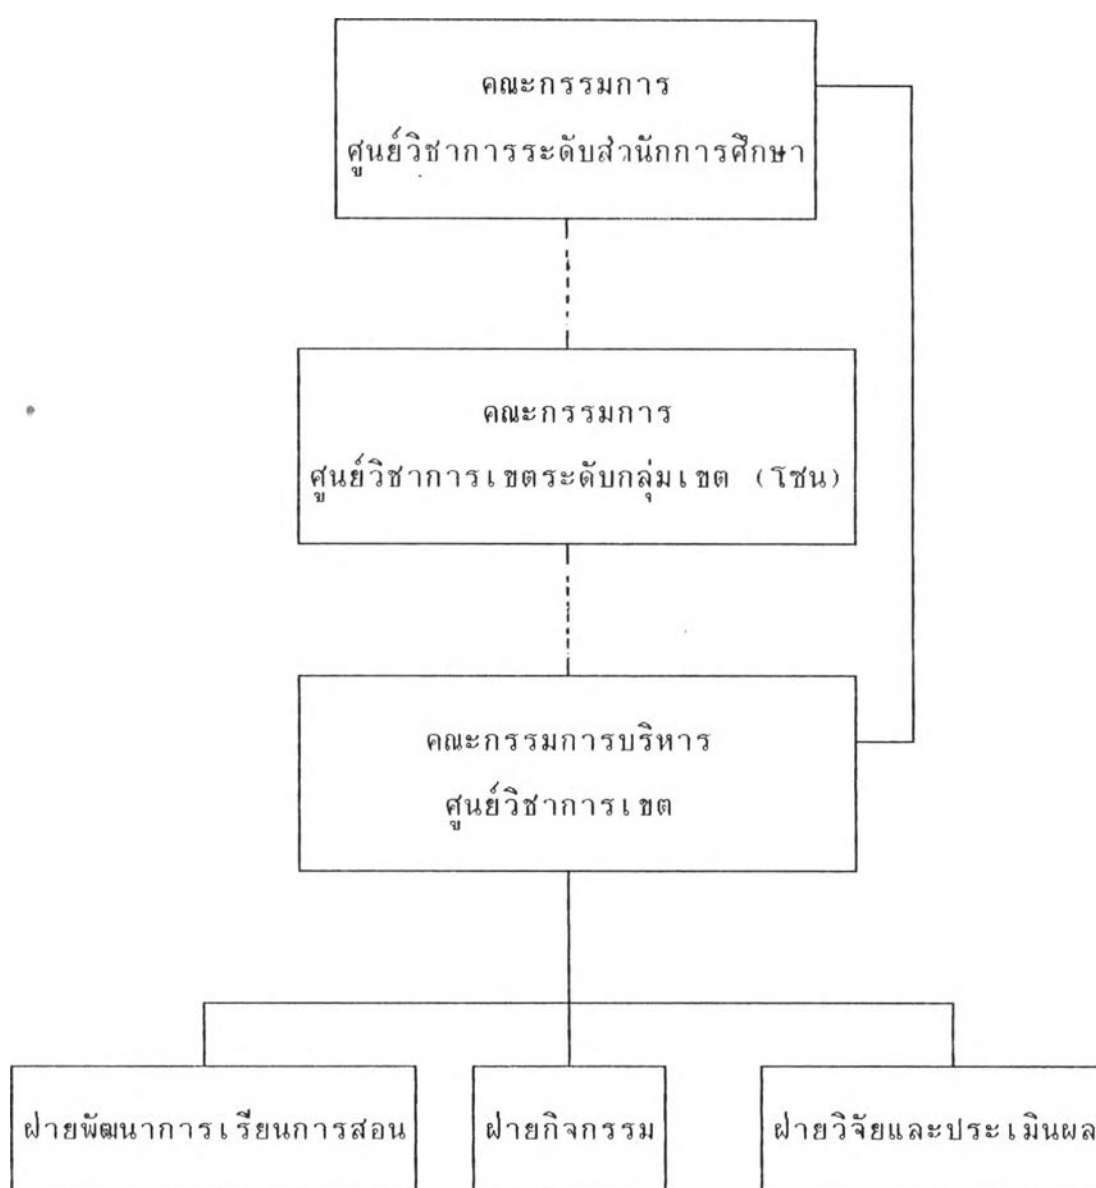 คณะกรรมการ
ศูนย์วิชาการระดับสำนักการศึกษา
คณะกรรมการ
ศูนย์วิชาการเขตระดับกลุ่มเขต (โซน)
คณะกรรมการบริหาร
ศูนย์วิชาการเขต
ฝ่ายพัฒนาการเรียนการสอน
ฝ่ายกิจกรรม
ฝ่ายวิจัยและประเมินผล